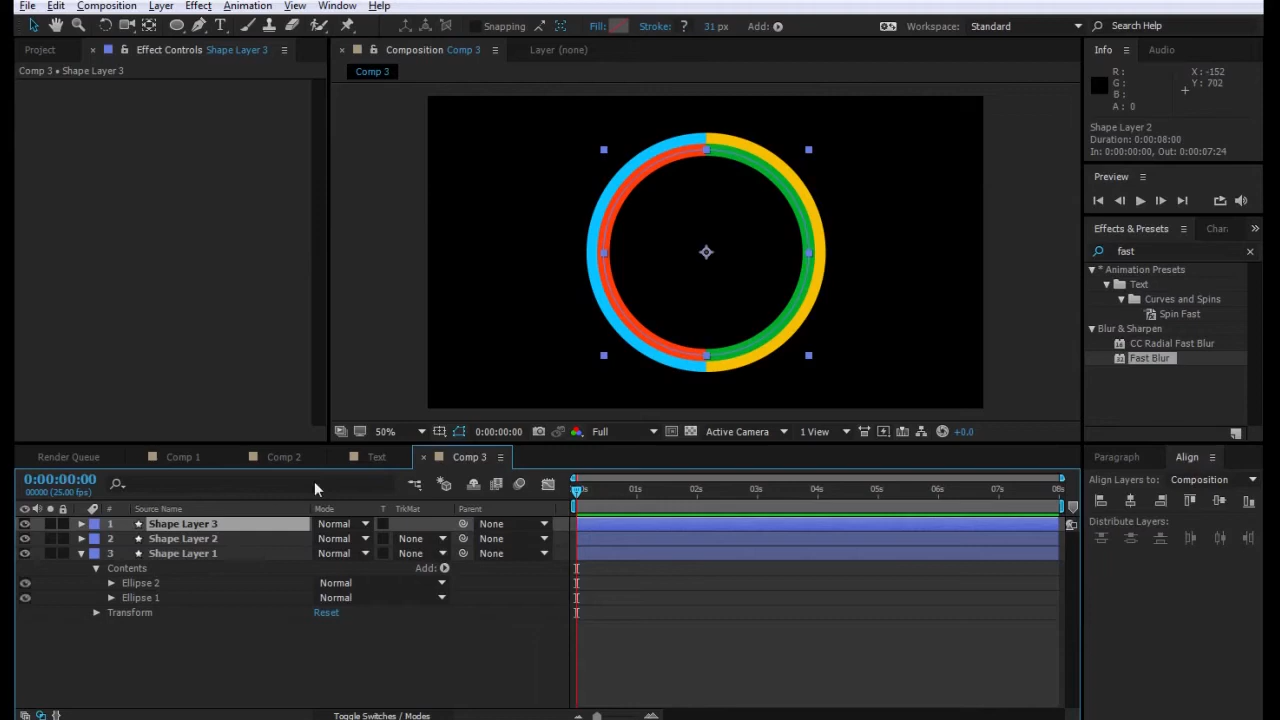 File Edit Composition Layer Effect Animation View Window Help
Snapping Fill: Stroke: ? 31 px Add: Workspace: Standard Search Help
Project × Effect Controls Shape Layer 3
Comp 3 • Shape Layer 3
× Composition Comp 3 Layer (none)
Comp 3
Info Audio
R: X: -152
G: Y: 702
B:
A: 0
Shape Layer 2
Duration: 0:00:08:00
In: 0:00:00:00, Out: 0:00:07:24
Preview
Effects & Presets Char
fast
* Animation Presets
Text
Curves and Spins
Spin Fast
Blur & Sharpen
CC Radial Fast Blur
Fast Blur
50% 0:00:00:00 Full Active Camera 1 View +0.0
Render Queue Comp 1 Comp 2 Text × Comp 3
0:00:00:00
00000 (25.00 fps)
# Source Name Mode T TrkMat Parent
:00s 01s 02s 03s 04s 05s 06s 07s 08s
1 Shape Layer 3 Normal None
2 Shape Layer 2 Normal None None
3 Shape Layer 1 Normal None None
Contents Add:
Ellipse 2 Normal
Ellipse 1 Normal
Transform Reset
Toggle Switches / Modes
Paragraph Align
Align Layers to: Composition
Distribute Layers: